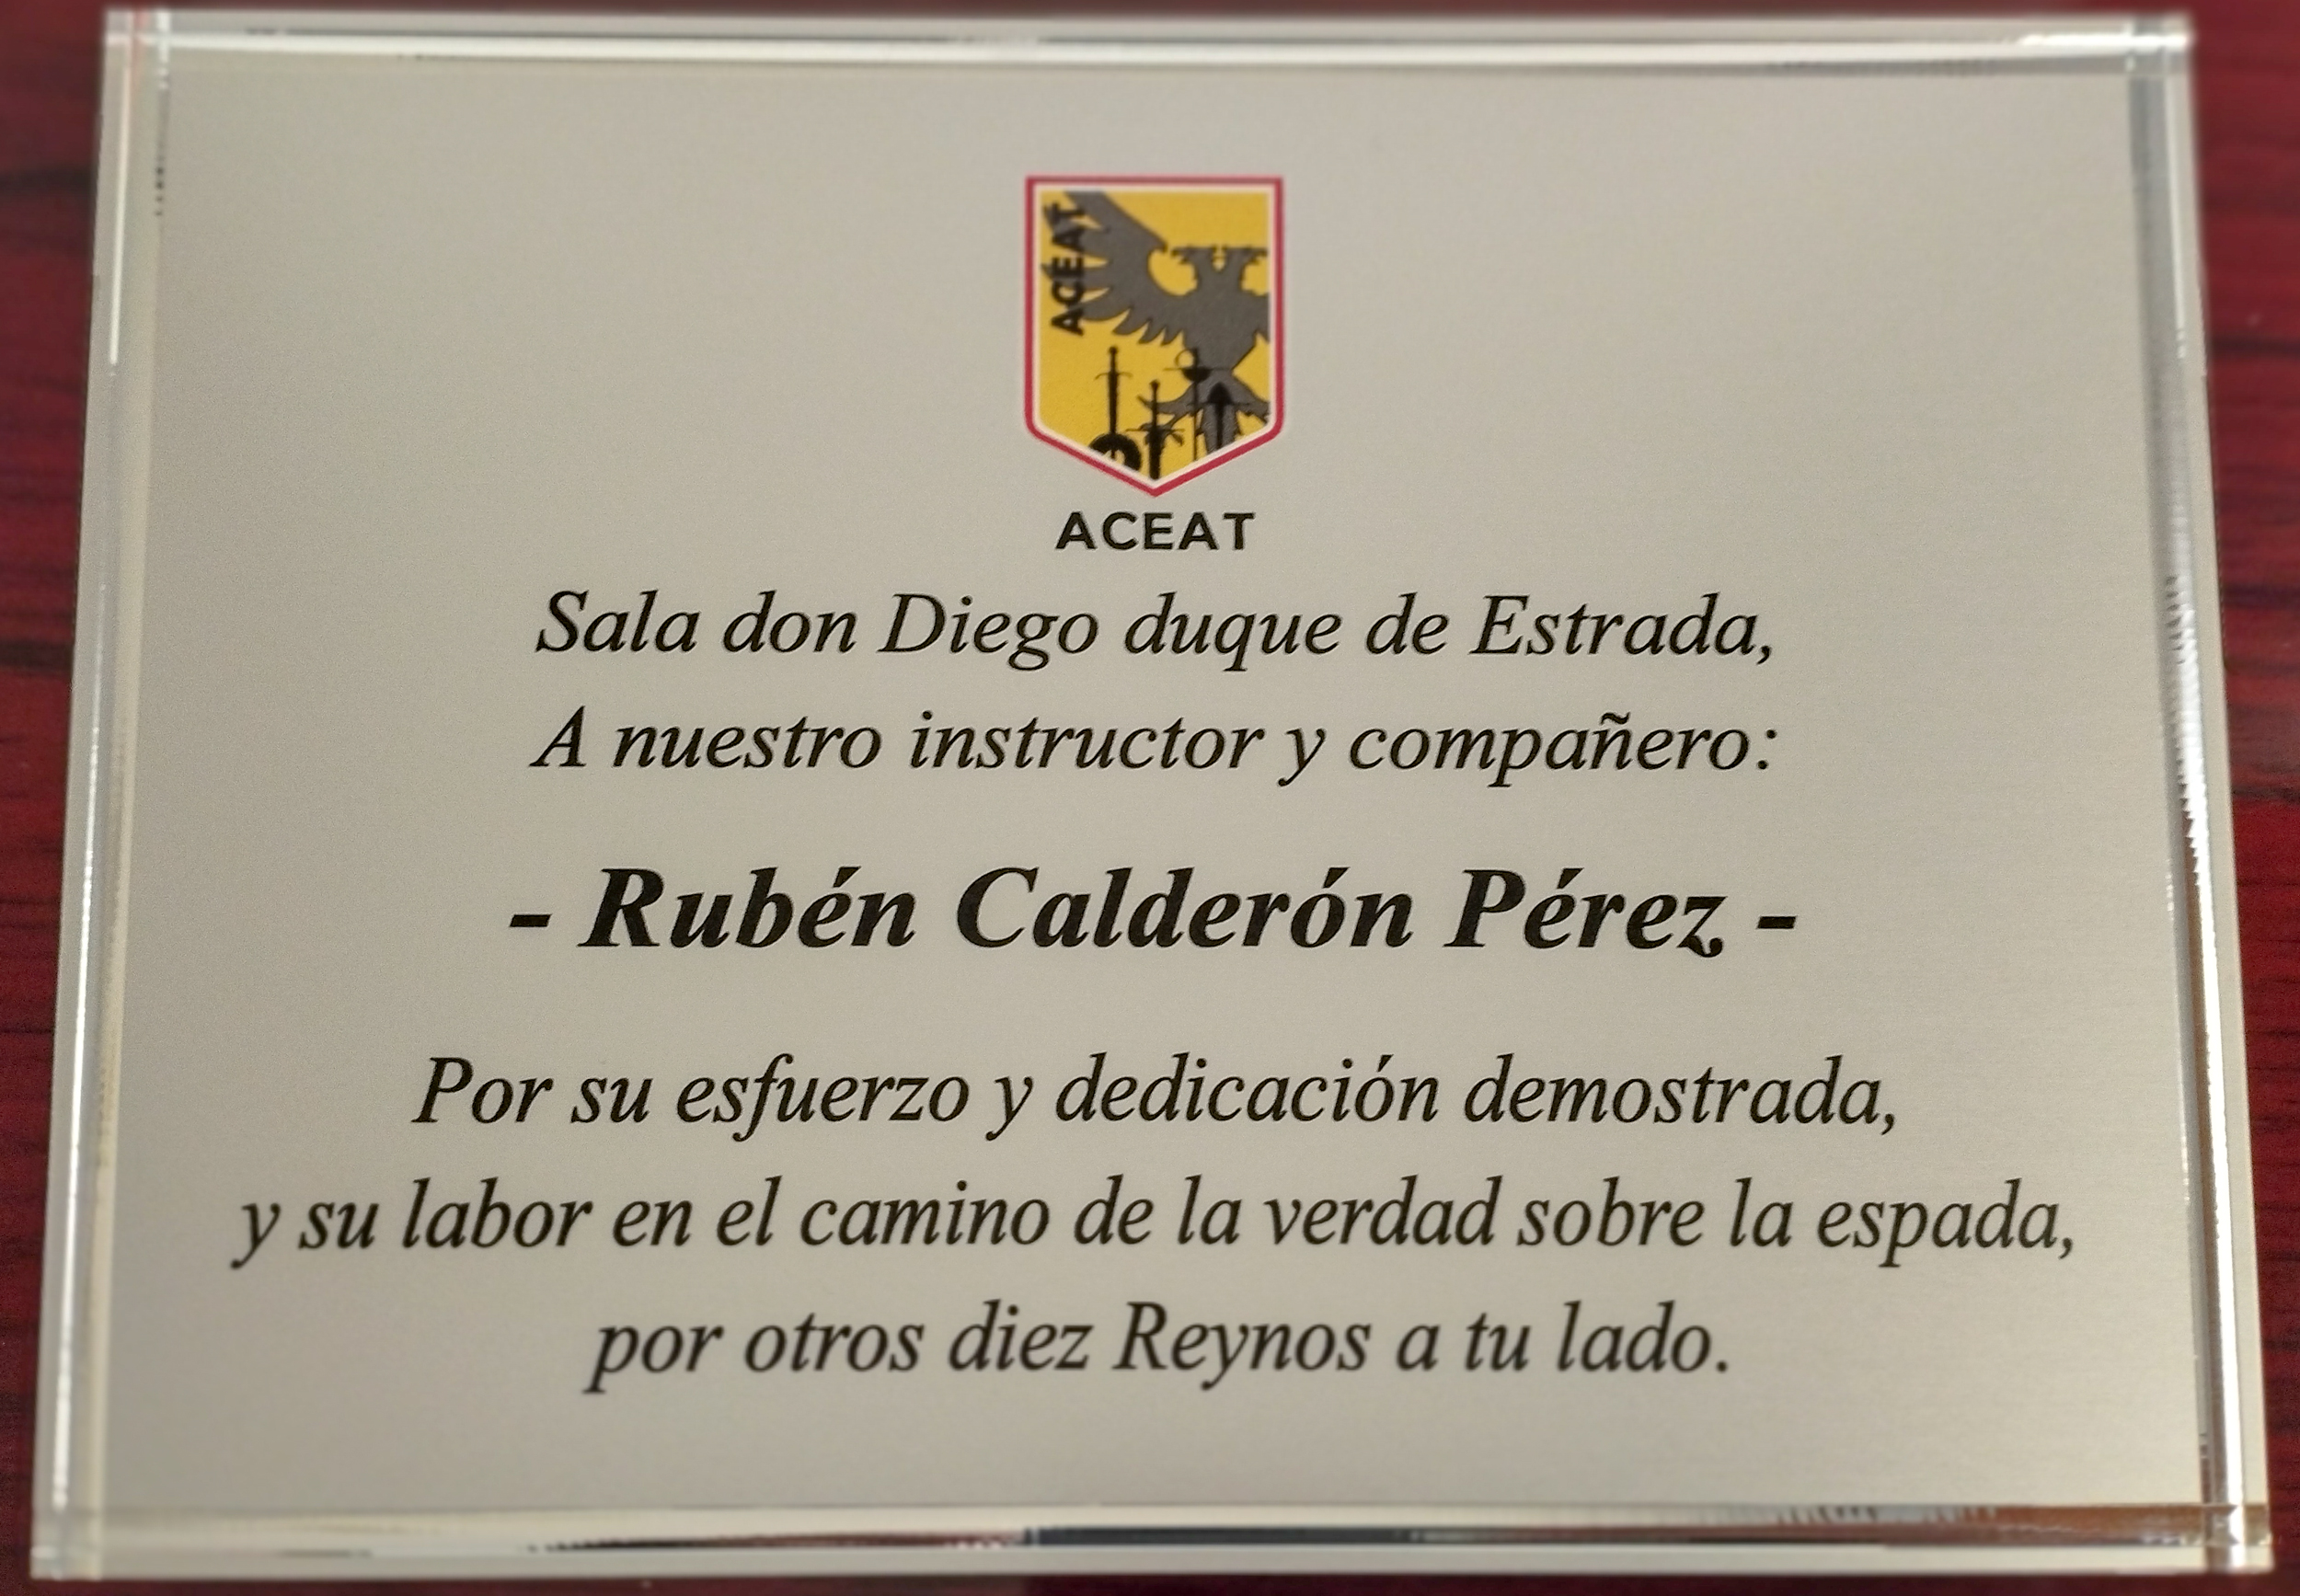 ACEAT
ACEAT
Sala don Diego duque de Estrada,
A nuestro instructor y compañero:
- Rubén Calderón Pérez -
Por su esfuerzo y dedicación demostrada,
y su labor en el camino de la verdad sobre la espada,
por otros diez Reynos a tu lado.